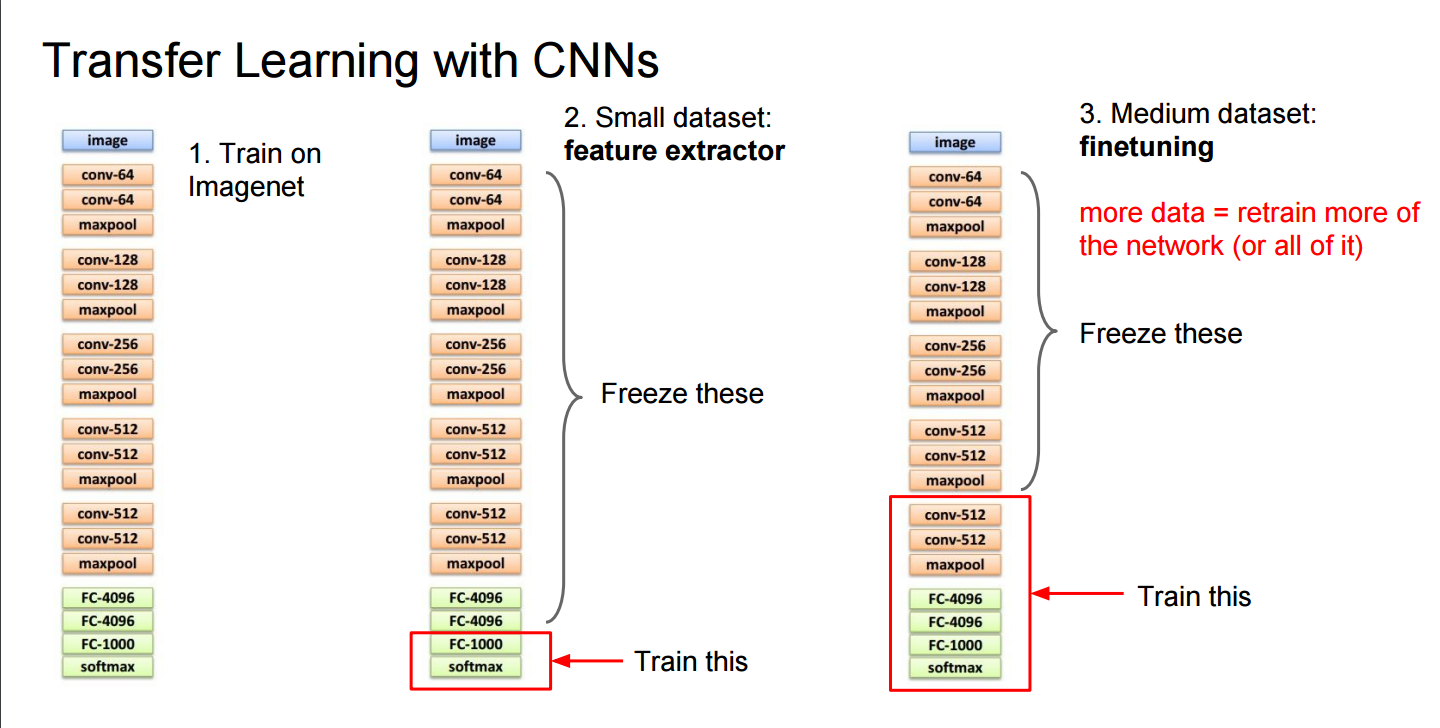 Transfer Learning with CNNs
image
conv-64
conv-64
maxpool
conv-128
conv-128
maxpool
conv-256
conv-256
maxpool
conv-512
conv-512
maxpool
conv-512
conv-512
maxpool
FC-4096
FC-4096
FC-1000
softmax
1. Train on
Imagenet
image
conv-64
conv-64
maxpool
conv-128
conv-128
maxpool
conv-256
conv-256
maxpool
conv-512
conv-512
maxpool
conv-512
conv-512
maxpool
FC-4096
FC-4096
FC-1000
softmax
2. Small dataset:
feature extractor
Freeze these
Train this
image
conv-64
conv-64
maxpool
conv-128
conv-128
maxpool
conv-256
conv-256
maxpool
conv-512
conv-512
maxpool
conv-512
conv-512
maxpool
FC-4096
FC-4096
FC-1000
softmax
3. Medium dataset:
finetuning
more data = retrain more of
the network (or all of it)
Freeze these
Train this